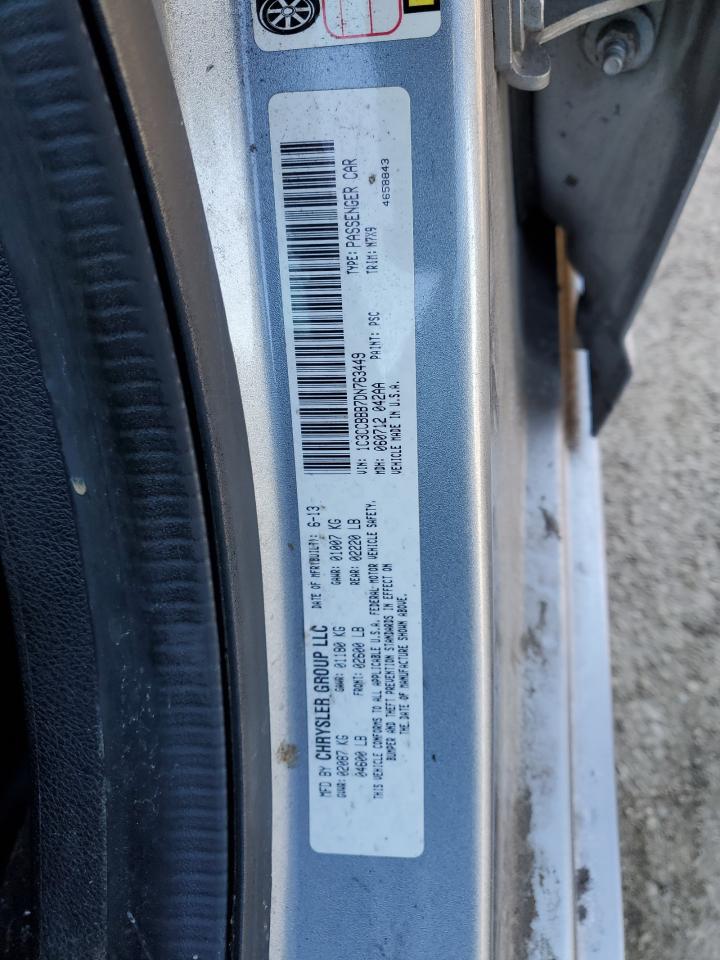 MFD BY CHRYSLER GROUP LLC
DATE OF MFR(BUILT): 6-13
GVWR: 02087 KG
GAWR: 01180 KG
GAWR: 01007 KG
04600 LB
FRONT: 02600 LB
REAR: 02220 LB
THIS VEHICLE CONFORMS TO ALL APPLICABLE U.S.A. FEDERAL MOTOR VEHICLE SAFETY,
BUMPER AND THEFT PREVENTION STANDARDS IN EFFECT ON
THE DATE OF MANUFACTURE SHOWN ABOVE.
VIN: 1C3CCBBB7DN763449
TYPE: PASSENGER CAR
MDH: 060712 042AA
PAINT: PSC
TRIM: M7X9
VEHICLE MADE IN U.S.A.
4658843